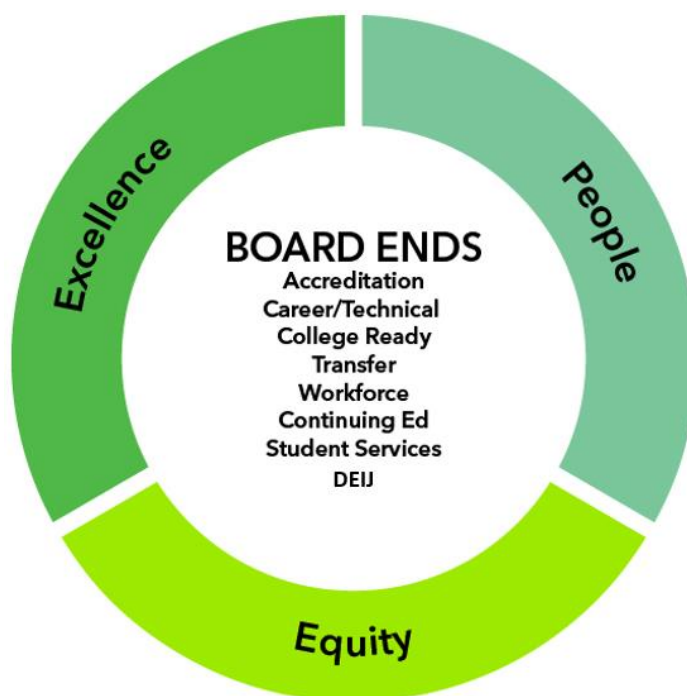 Excellence
People
BOARD ENDS
Accreditation
Career/Technical
College Ready
Transfer
Workforce
Continuing Ed
Student Services
DEIJ
Equity